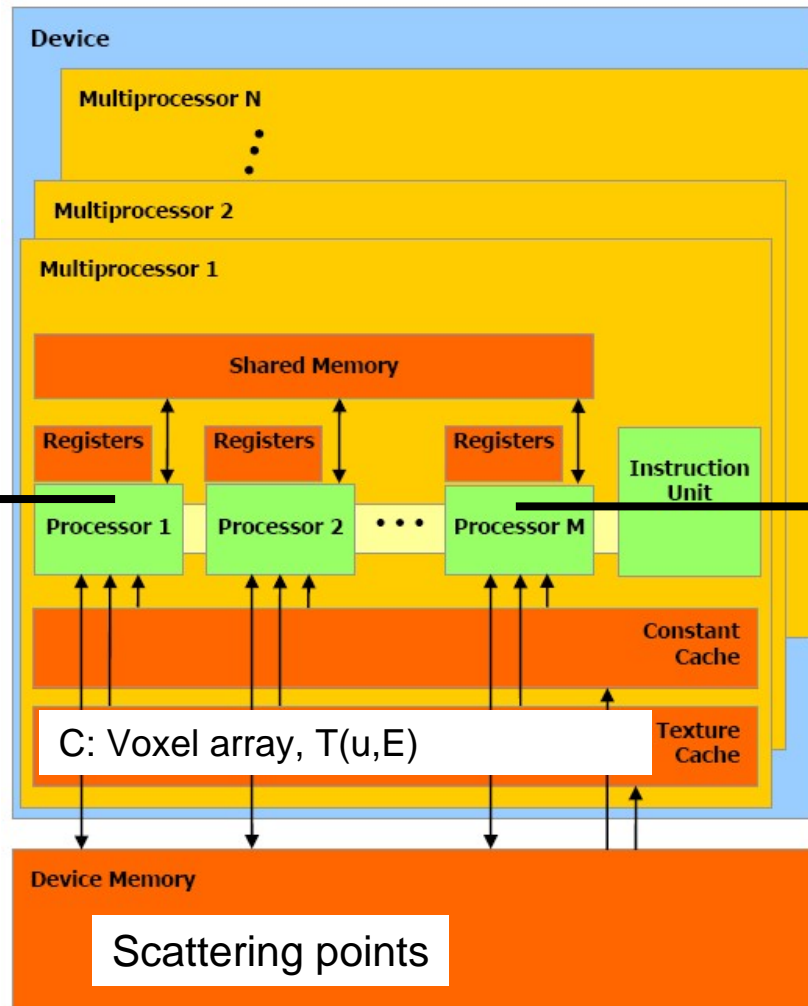 Device
Multiprocessor N
Multiprocessor 2
Multiprocessor 1
Shared Memory
Registers
Registers
Registers
Instruction
Unit
Processor 1
Processor 2
Processor M
Constant
Cache
C: Voxel array, T(u,E)
Texture
Cache
Device Memory
Scattering points